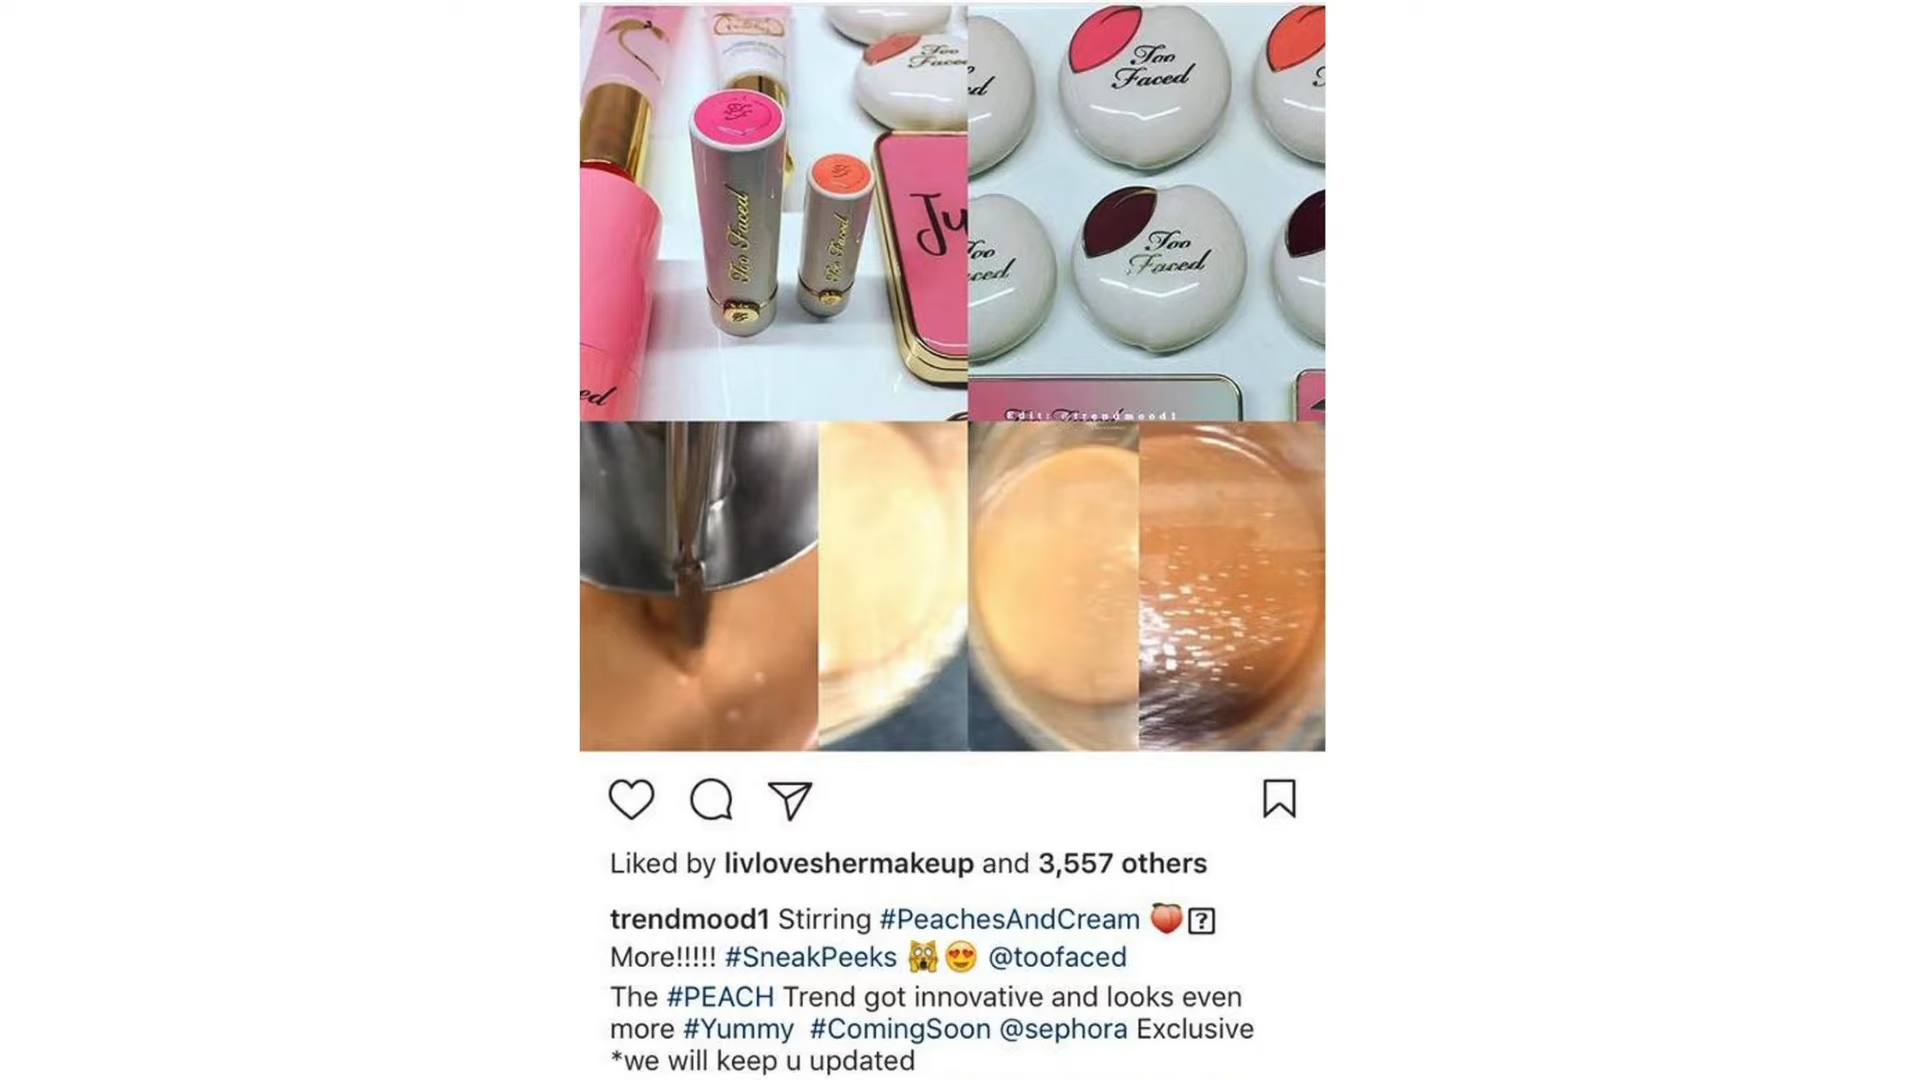 Too
Faced
Too
Faced
Too Faced
Too Faced
Ju
Too
Faced
ed
Edit: @trendmood1
Liked by livloveshermakeup and 3,557 others
trendmood1 Stirring #PeachesAndCream 🍑
More!!!!! #SneakPeeks 🙀😍 @toofaced
The #PEACH Trend got innovative and looks even
more #Yummy #ComingSoon @sephora Exclusive
*we will keep u updated